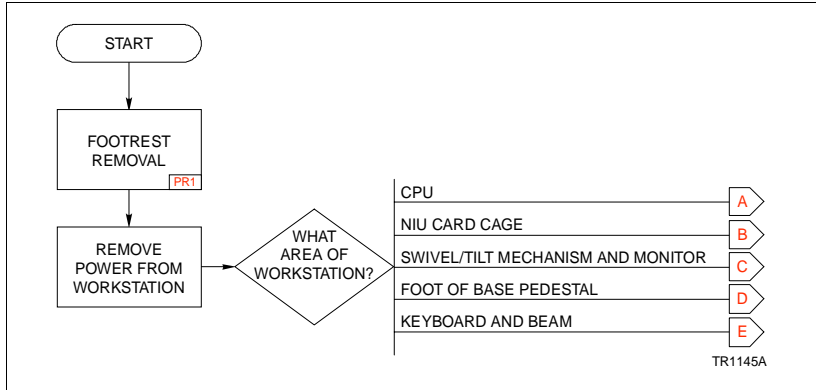 START
FOOTREST
REMOVAL
PR1
REMOVE
POWER FROM
WORKSTATION
WHAT
AREA OF
WORKSTATION?
CPU
A
NIU CARD CAGE
B
SWIVEL/TILT MECHANISM AND MONITOR
C
FOOT OF BASE PEDESTAL
D
KEYBOARD AND BEAM
E
TR1145A